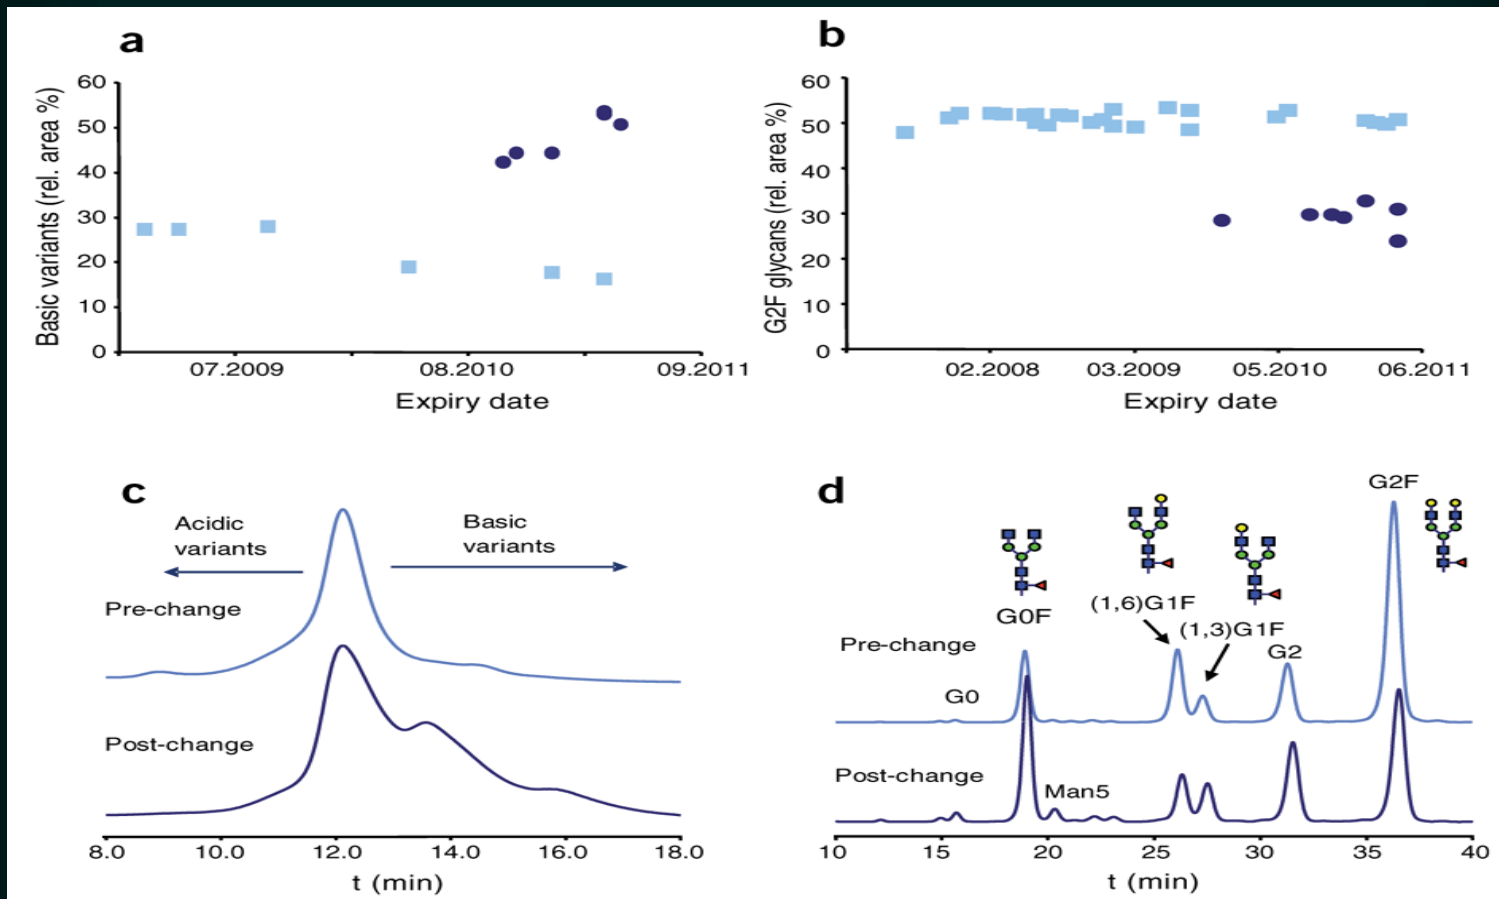 a
Basic variants (rel. area %)
60
50
40
30
20
10
0
07.2009 08.2010 09.2011
Expiry date
b
G2F glycans (rel. area %)
60
50
40
30
20
10
0
02.2008 03.2009 05.2010 06.2011
Expiry date
c
Acidic
variants
Basic
variants
Pre-change
Post-change
8.0 10.0 12.0 14.0 16.0 18.0
t (min)
d
G2F
G0F
(1,6)G1F
(1,3)G1F
G2
Pre-change
G0
Post-change
Man5
10 15 20 25 30 35 40
t (min)